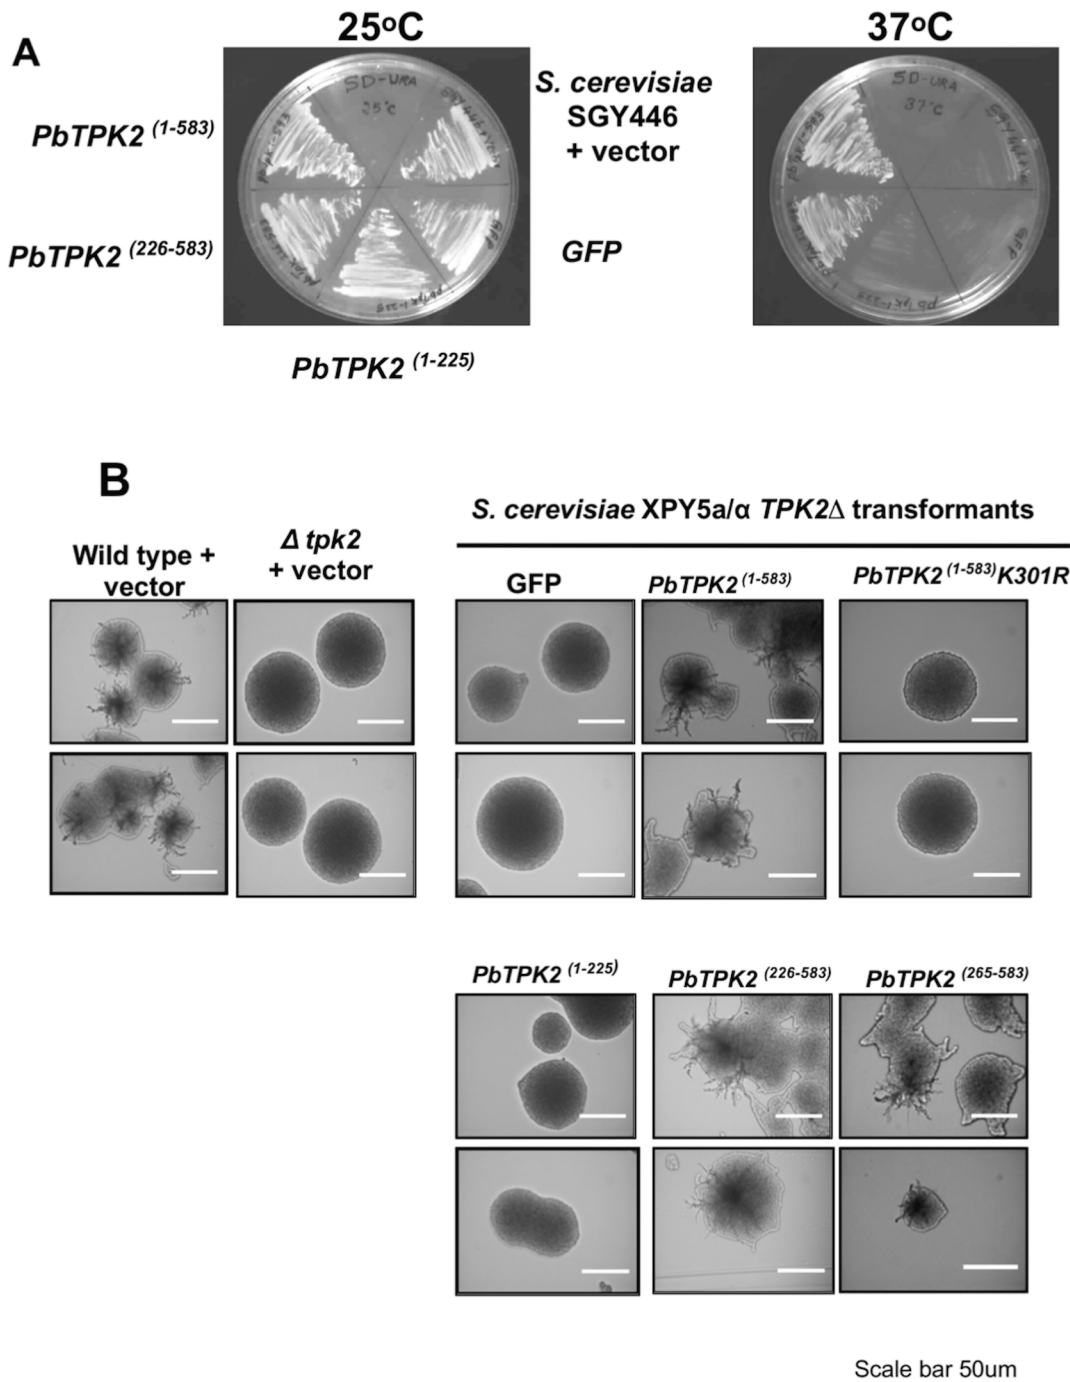 25ºC
37ºC
A
SD-URA
25°C
SD-URA
37°C
PbTPK2 (1-583)
S. cerevisiae
SGY446
+ vector
PbTPK2 (226-583)
GFP
GFP
GFP
PbTPK2 (1-225)
B
S. cerevisiae XPY5a/α TPK2Δ transformants
Wild type +
vector
Δ tpk2
+ vector
GFP
PbTPK2 (1-583)
PbTPK2 (1-583) K301R
PbTPK2 (1-225)
PbTPK2 (226-583)
PbTPK2 (265-583)
Scale bar 50um